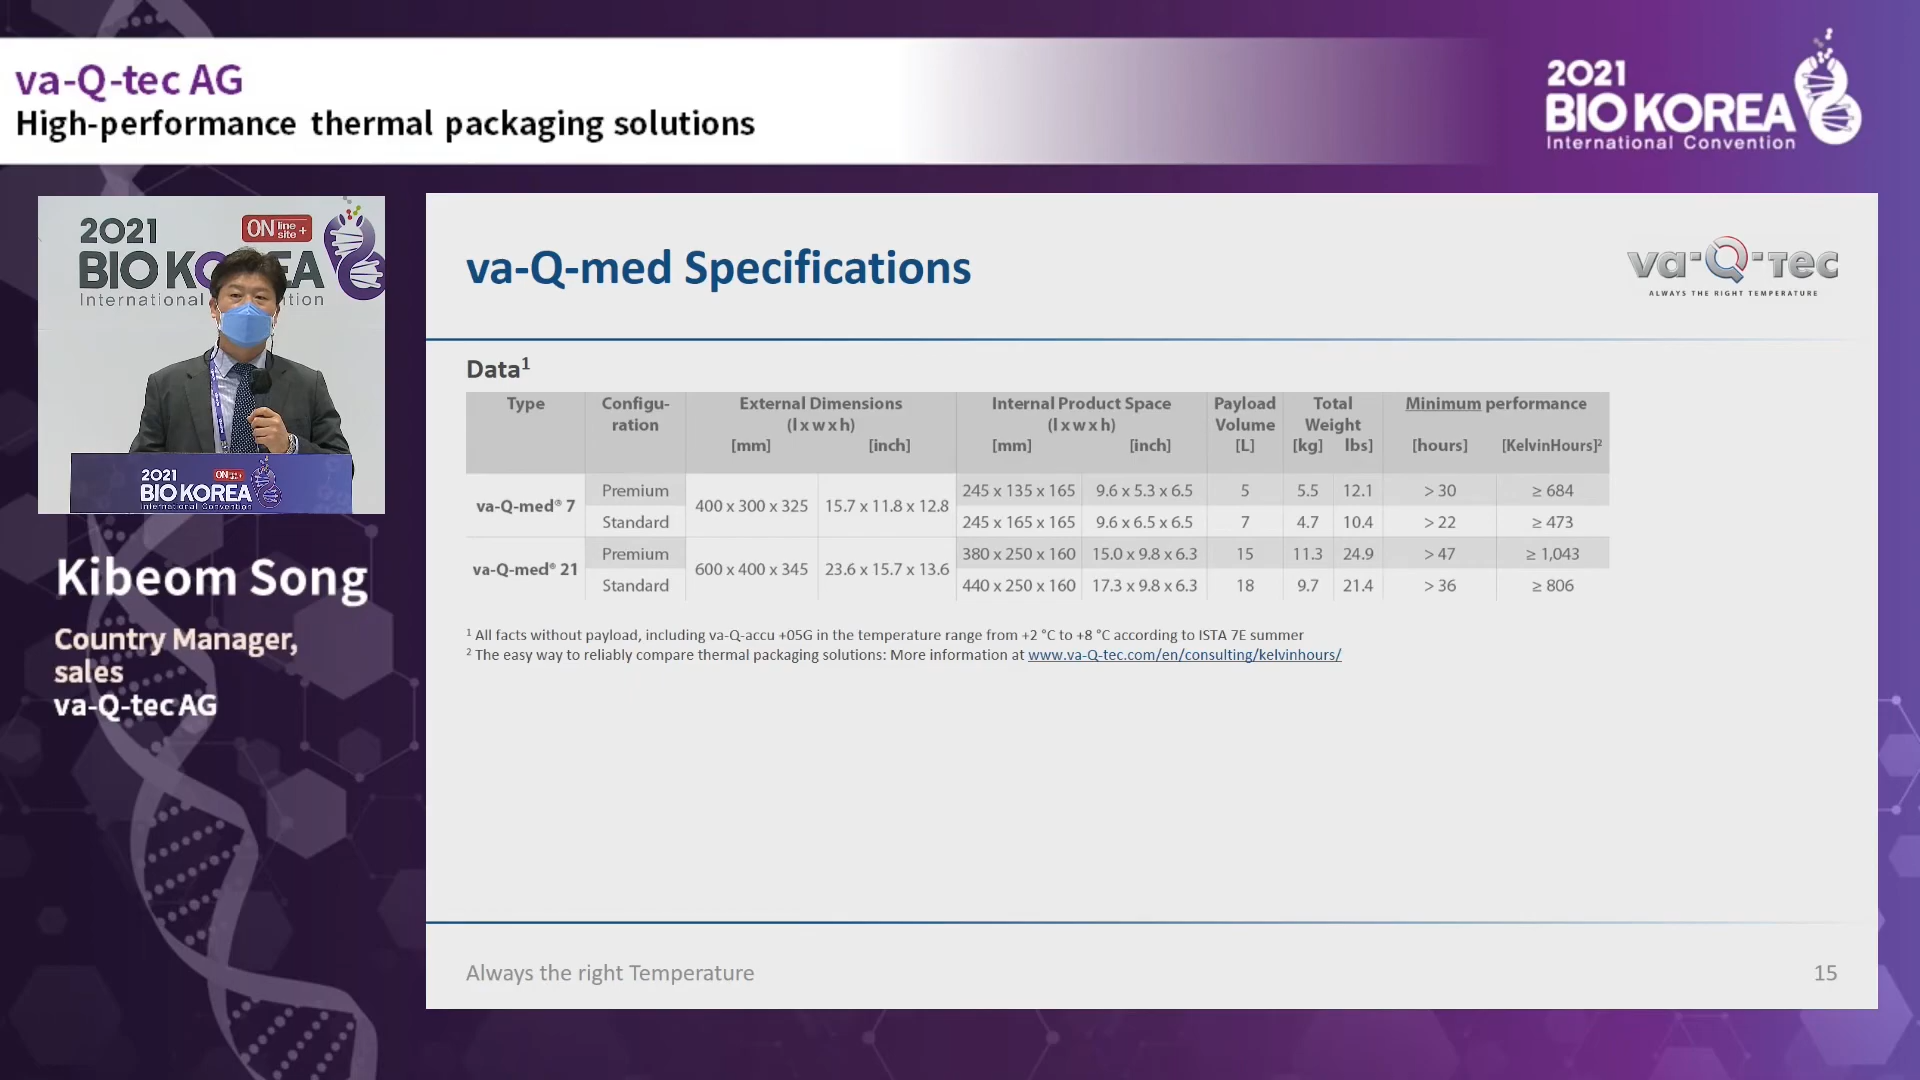 va-Q-tec AG
High-performance thermal packaging solutions
2021
BIO KOREA
International Convention
2021
ON line site +
BIO KOREA
International
2021
ON
BIO KOREA
International Convention
Kibeom Song
Country Manager,
sales
va-Q-tec AG
va-Q-med Specifications
va-Q-tec
ALWAYS THE RIGHT TEMPERATURE
Data¹
Type Configu-ration External Dimensions (l x w x h) [mm] [inch] Internal Product Space (l x w x h) [mm] [inch] Payload Volume [L] Total Weight [kg] lbs] Minimum performance [hours] [KelvinHours]²
va-Q-med® 7 Premium 400 x 300 x 325 15.7 x 11.8 x 12.8 245 x 135 x 165 9.6 x 5.3 x 6.5 5 5.5 12.1 > 30 ≥ 684
Standard 245 x 165 x 165 9.6 x 6.5 x 6.5 7 4.7 10.4 > 22 ≥ 473
va-Q-med® 21 Premium 600 x 400 x 345 23.6 x 15.7 x 13.6 380 x 250 x 160 15.0 x 9.8 x 6.3 15 11.3 24.9 > 47 ≥ 1,043
Standard 440 x 250 x 160 17.3 x 9.8 x 6.3 18 9.7 21.4 > 36 ≥ 806
¹ All facts without payload, including va-Q-accu +05G in the temperature range from +2 °C to +8 °C according to ISTA 7E summer
² The easy way to reliably compare thermal packaging solutions: More information at www.va-Q-tec.com/en/consulting/kelvinhours/
Always the right Temperature
15